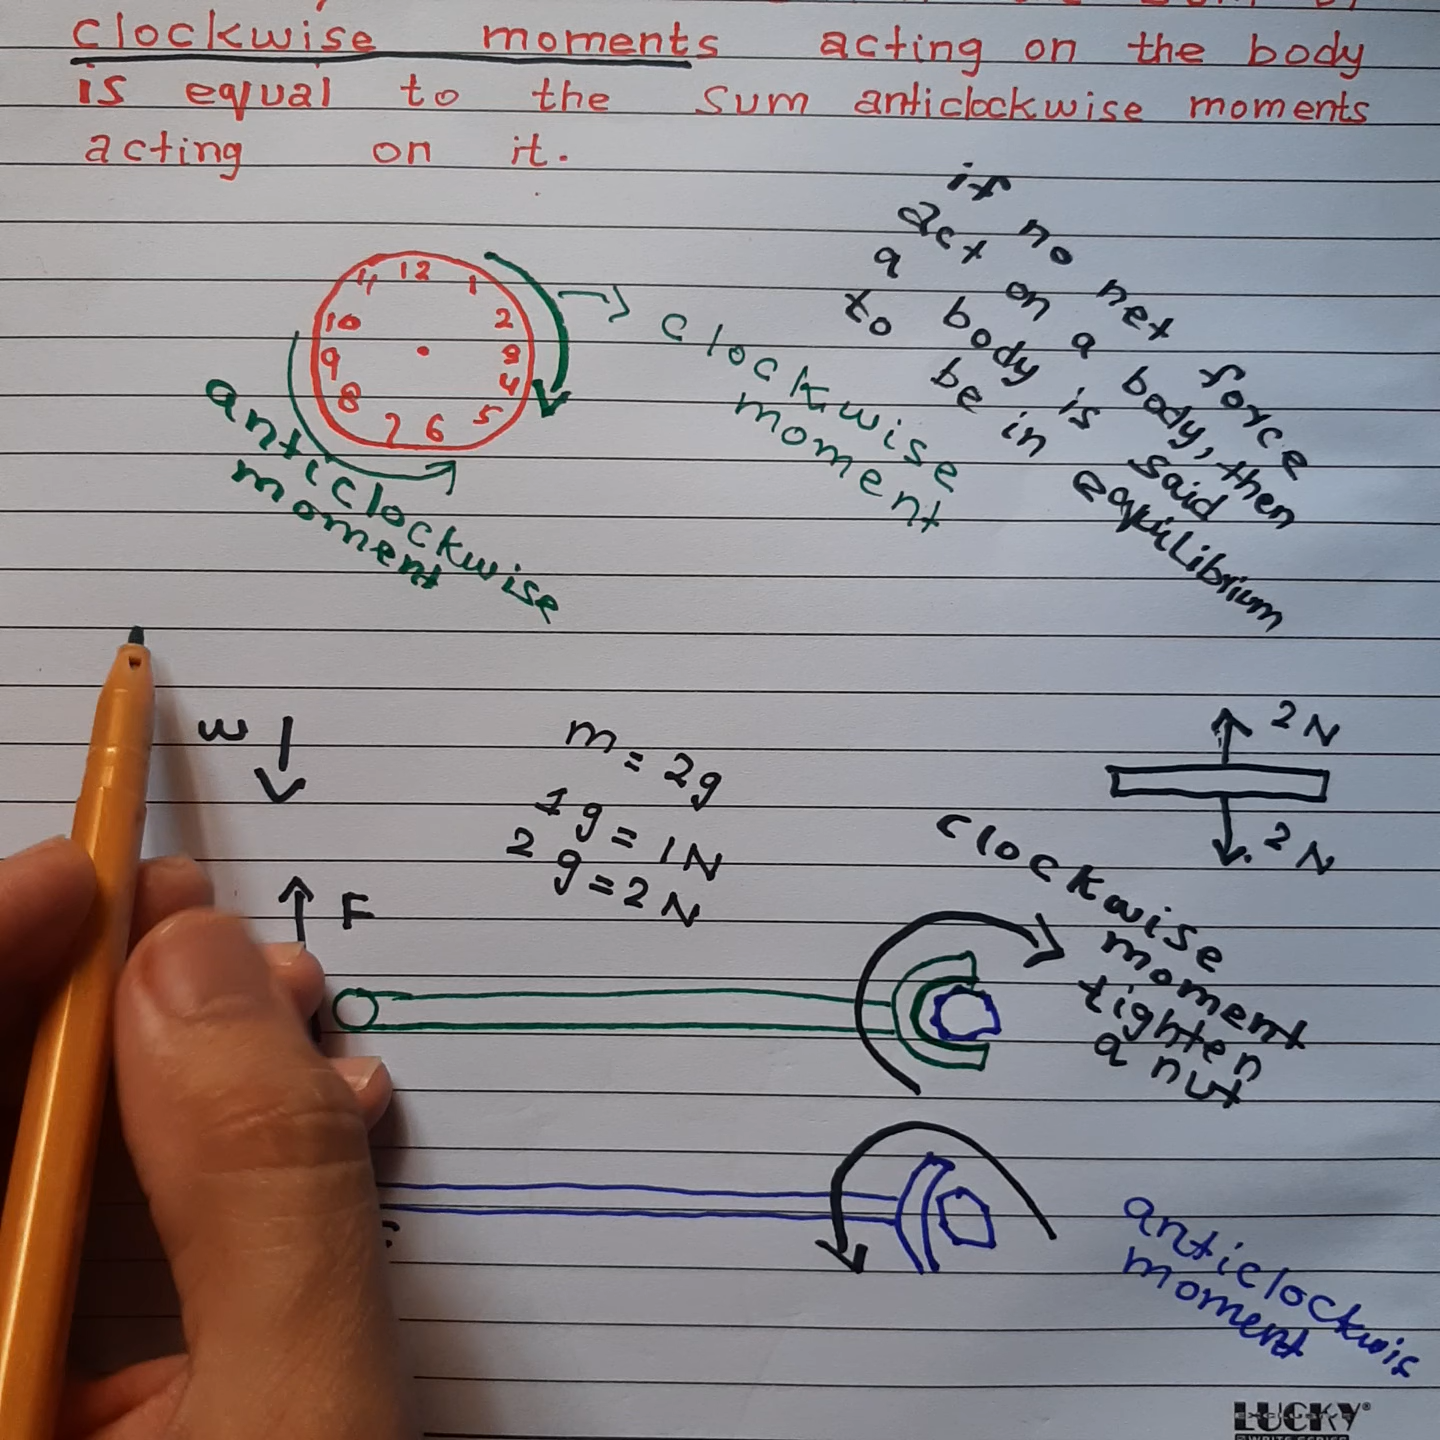 clockwise moments acting on the body
is equal to the sum anticlockwise moments
acting on it.
if no net force
act on a body, then
a body is said
to be in equilibrium
11 12 1
10 2
9 3
8 4
7 6 5
clockwise
moment
anticlockwise
moment
w
m = 2g
1g = 1N
2g = 2N
2N
2N
F
clockwise
moment
tighten
a nut
anticlockwis
moment
LUCKY®